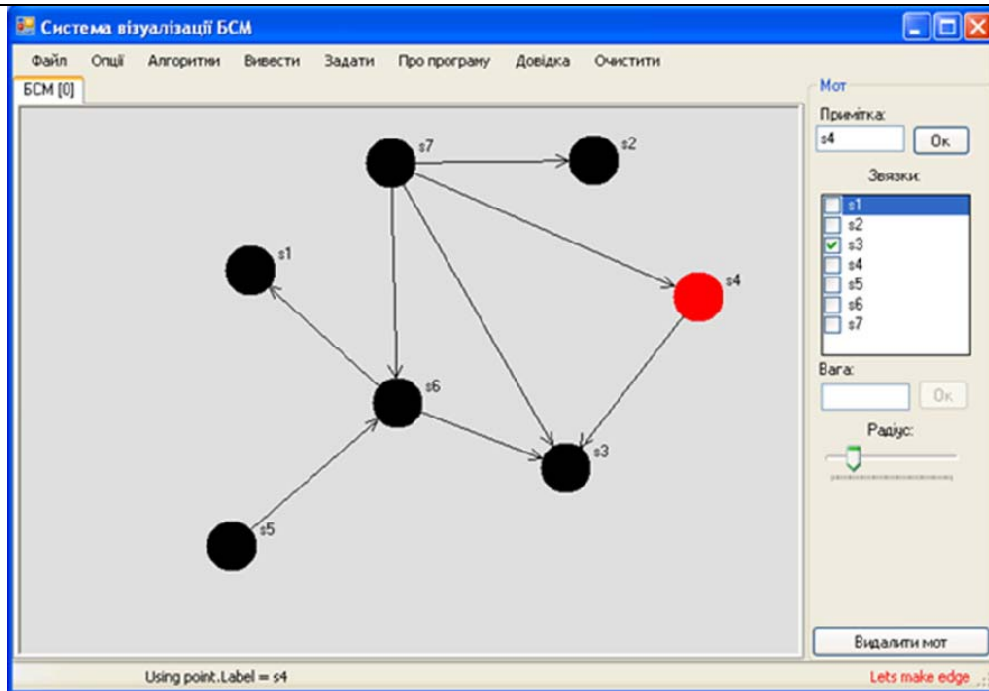 Система візуалізації БСМ
Файл Опції Алгоритми Вивести Задати Про програму Довідка Очистити
БСМ [0]
Мот
Примітка:
s4 Ок
Звязки:
s1
s2
s3
s4
s5
s6
s7
Вага:
Ок
Радіус:
Видалити мот
s7
s2
s1
s4
s6
s3
s5
Using point.Label = s4
Lets make edge